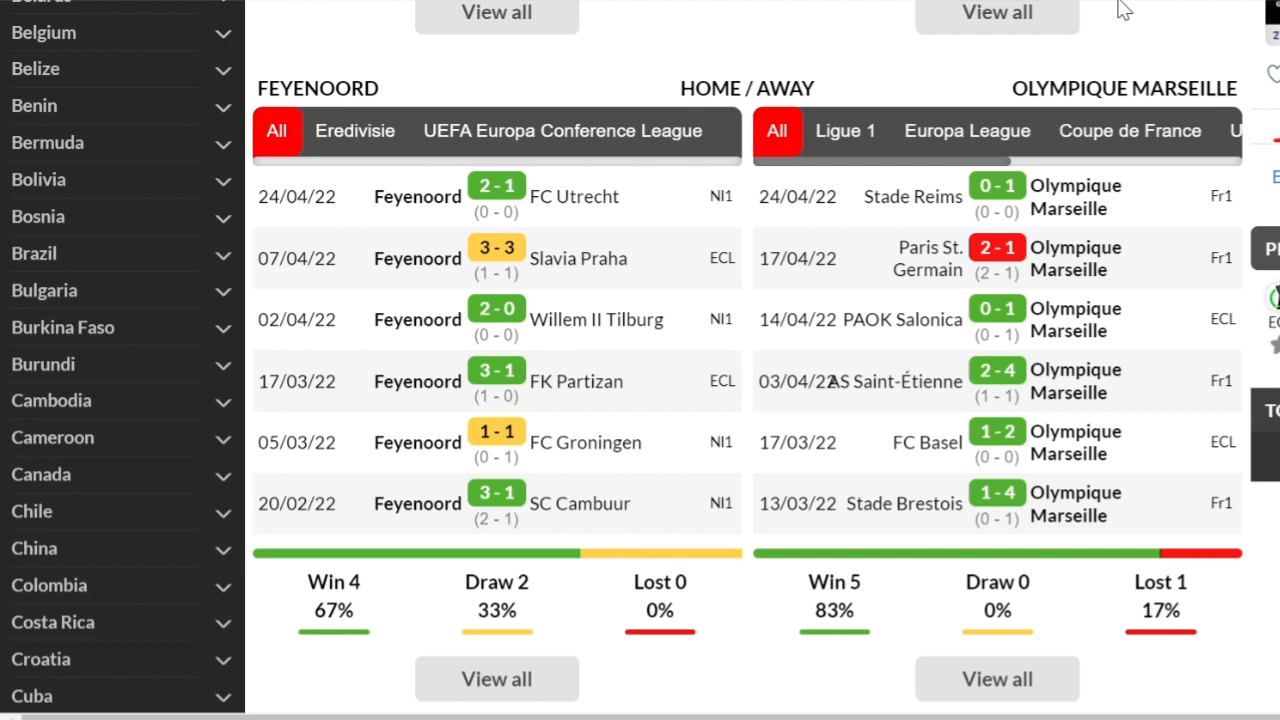 Belgium
Belize
Benin
Bermuda
Bolivia
Bosnia
Brazil
Bulgaria
Burkina Faso
Burundi
Cambodia
Cameroon
Canada
Chile
China
Colombia
Costa Rica
Croatia
Cuba
View all View all
FEYENOORD HOME / AWAY OLYMPIQUE MARSEILLE
All Eredivisie UEFA Europa Conference League
24/04/22 Feyenoord 2 - 1 (0 - 0) FC Utrecht Nl1
07/04/22 Feyenoord 3 - 3 (1 - 1) Slavia Praha ECL
02/04/22 Feyenoord 2 - 0 (0 - 0) Willem II Tilburg Nl1
17/03/22 Feyenoord 3 - 1 (1 - 0) FK Partizan ECL
05/03/22 Feyenoord 1 - 1 (0 - 1) FC Groningen Nl1
20/02/22 Feyenoord 3 - 1 (2 - 1) SC Cambuur Nl1
Win 4 Draw 2 Lost 0
67% 33% 0%
View all
All Ligue 1 Europa League Coupe de France U
24/04/22 Stade Reims 0 - 1 (0 - 0) Olympique Marseille Fr1
17/04/22 Paris St. Germain 2 - 1 (2 - 1) Olympique Marseille Fr1
14/04/22 PAOK Salonica 0 - 1 (0 - 1) Olympique Marseille ECL
03/04/22 AS Saint-Étienne 2 - 4 (1 - 1) Olympique Marseille Fr1
17/03/22 FC Basel 1 - 2 (0 - 0) Olympique Marseille ECL
13/03/22 Stade Brestois 1 - 4 (0 - 1) Olympique Marseille Fr1
Win 5 Draw 0 Lost 1
83% 0% 17%
View all